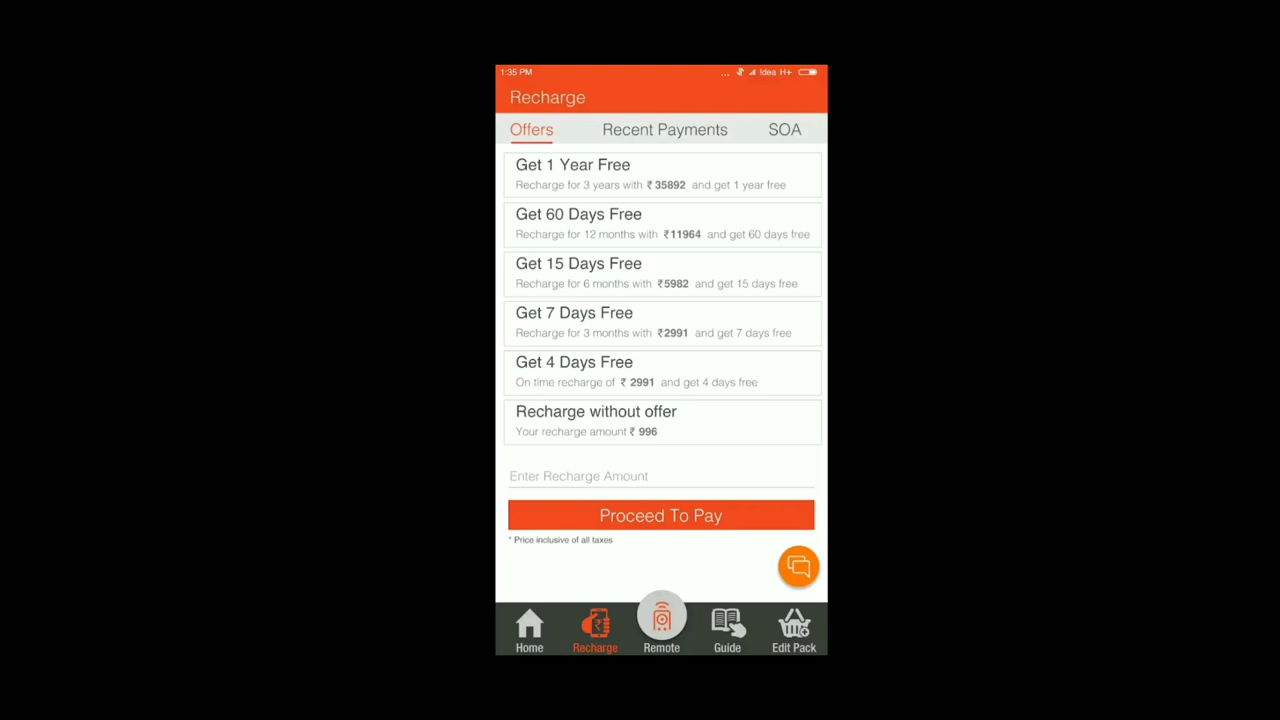 1:35 PM
... !dea H+
Recharge
Offers Recent Payments SOA
Get 1 Year Free
Recharge for 3 years with ₹ 35892 and get 1 year free
Get 60 Days Free
Recharge for 12 months with ₹11964 and get 60 days free
Get 15 Days Free
Recharge for 6 months with ₹5982 and get 15 days free
Get 7 Days Free
Recharge for 3 months with ₹2991 and get 7 days free
Get 4 Days Free
On time recharge of ₹ 2991 and get 4 days free
Recharge without offer
Your recharge amount ₹ 996
Enter Recharge Amount
Proceed To Pay
* Price inclusive of all taxes
Home Recharge Remote Guide Edit Pack